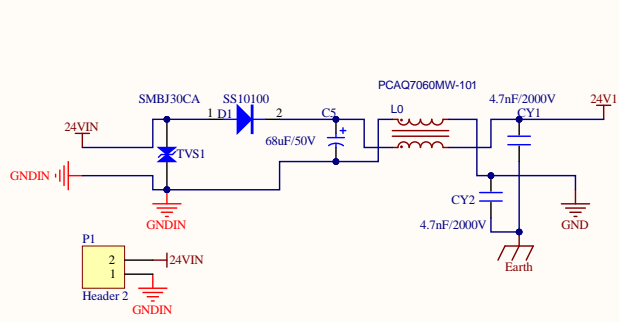 PCAQ7060MW-101
SMBJ30CA
SS10100
4.7nF/2000V
24V1
24VIN
1 D1 2
C5
L0
CY1
68uF/50V
TVS1
GNDIN
GNDIN
CY2
4.7nF/2000V
GND
P1
2
24VIN
1
Earth
Header 2
GNDIN